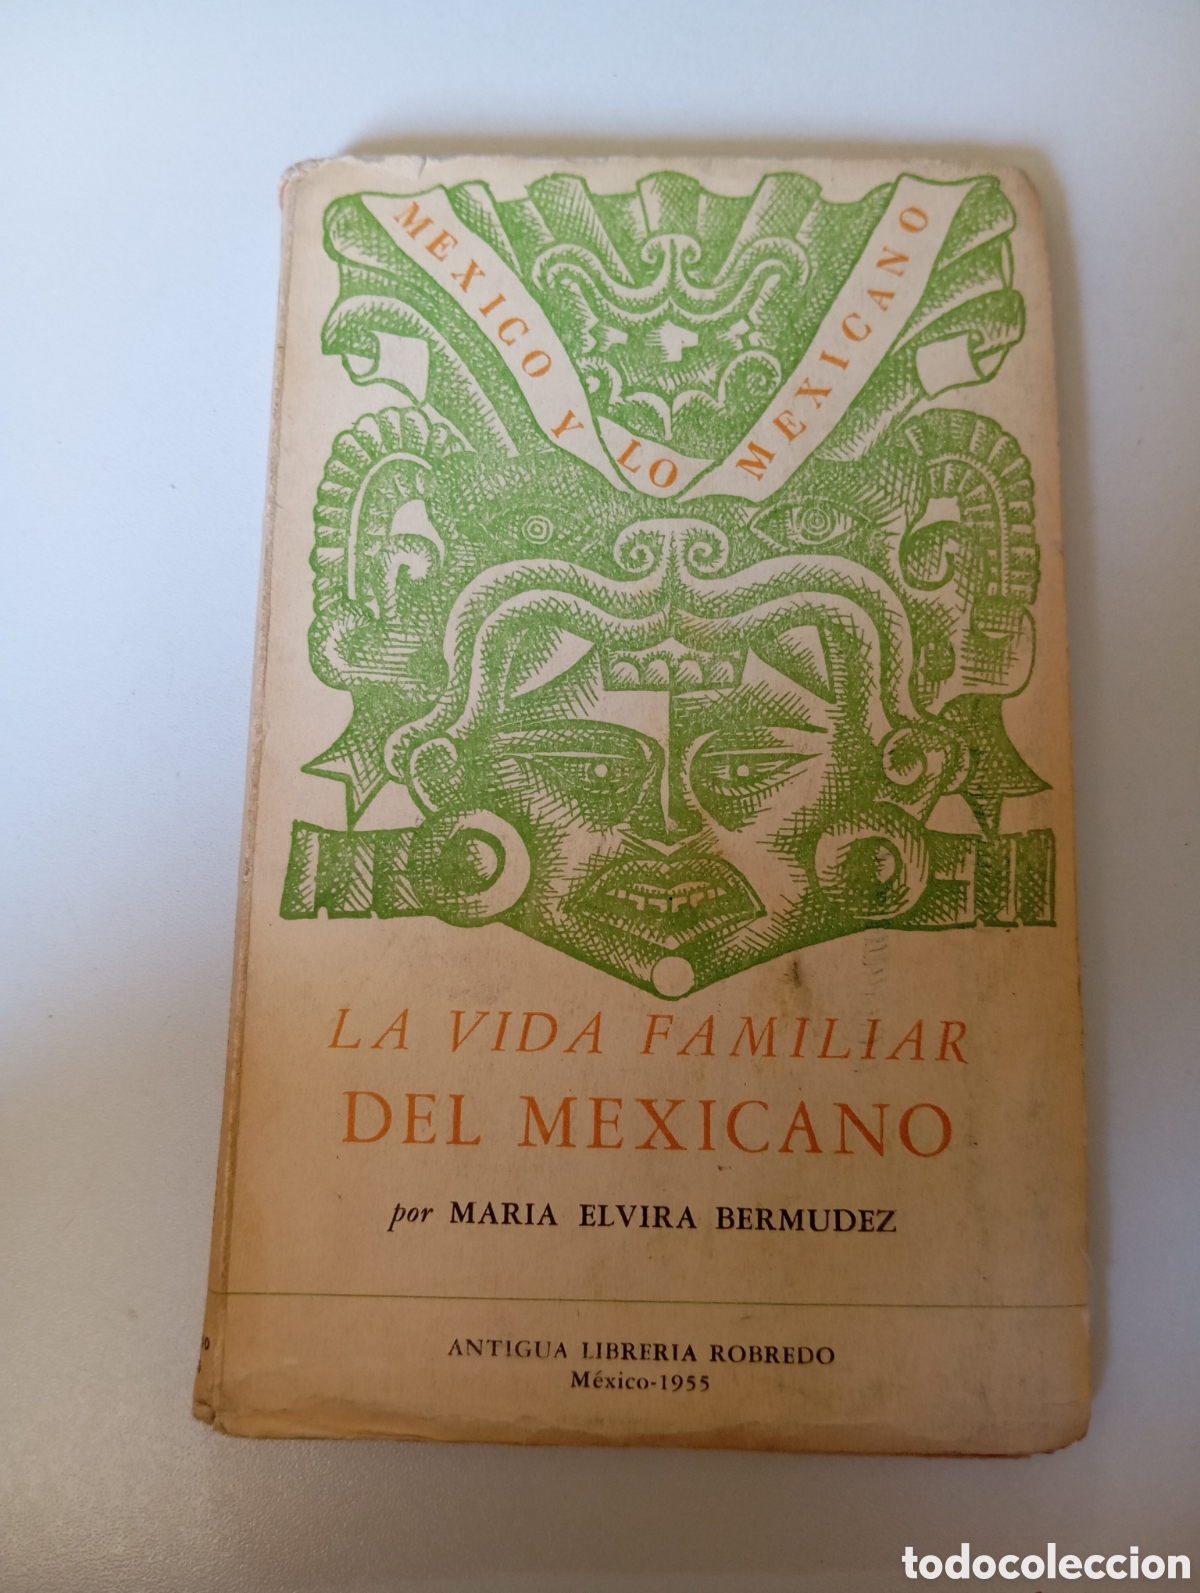 MEXICO Y LO MEXICANO
LA VIDA FAMILIAR
DEL MEXICANO
por MARIA ELVIRA BERMUDEZ
ANTIGUA LIBRERIA ROBREDO
México-1955
todocoleccion